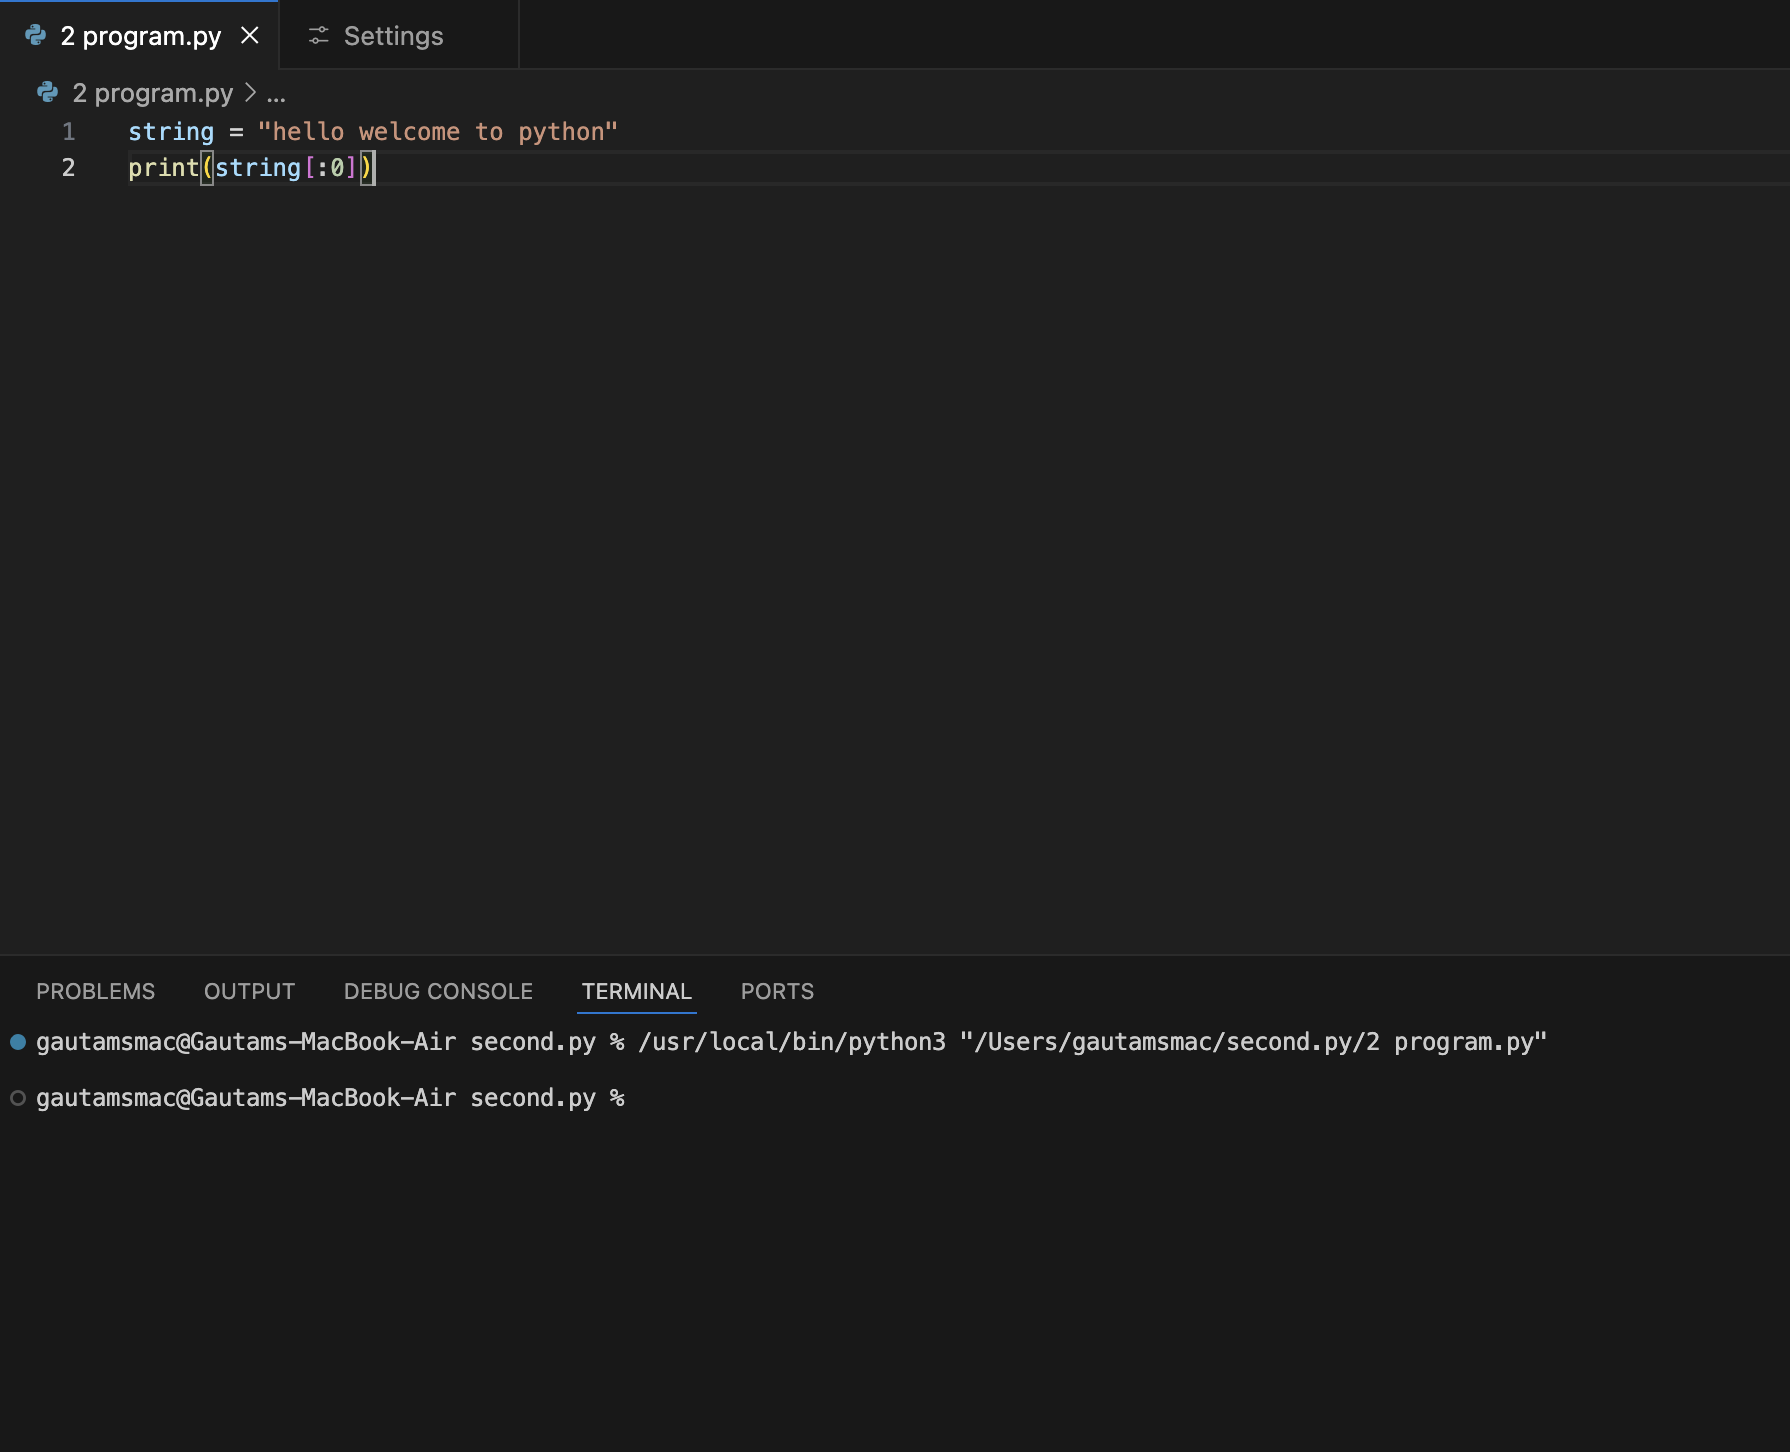 2 program.py
Settings
2 program.py > ...
1 string = "hello welcome to python"
2 print(string[:0])
PROBLEMS OUTPUT DEBUG CONSOLE TERMINAL PORTS
gautamsmac@Gautams-MacBook-Air second.py % /usr/local/bin/python3 "/Users/gautamsmac/second.py/2 program.py"
gautamsmac@Gautams-MacBook-Air second.py %